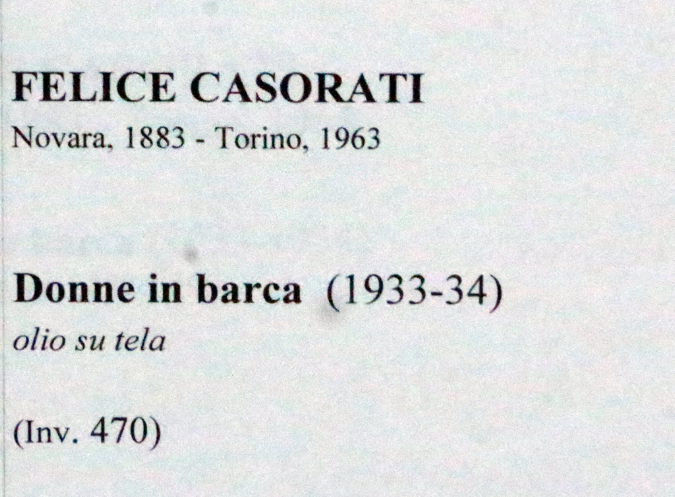 FELICE CASORATI
Novara, 1883 - Torino, 1963
Donne in barca (1933-34)
olio su tela
(Inv. 470)